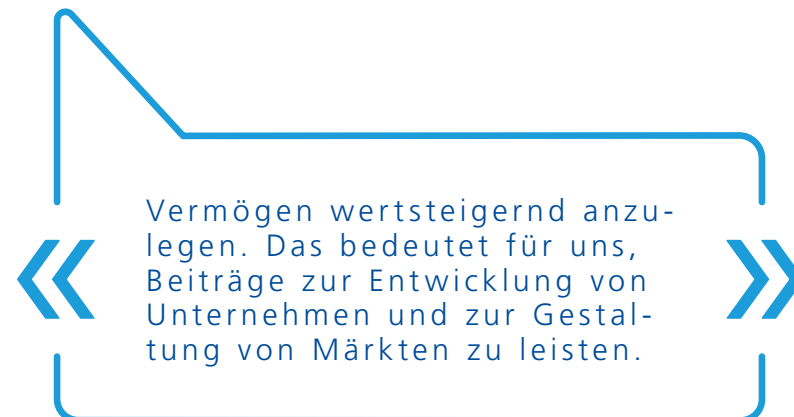 Vermögen wertsteigernd anzu-
legen. Das bedeutet für uns,
« Beiträge zur Entwicklung von »
Unternehmen und zur Gestal-
tung von Märkten zu leisten.